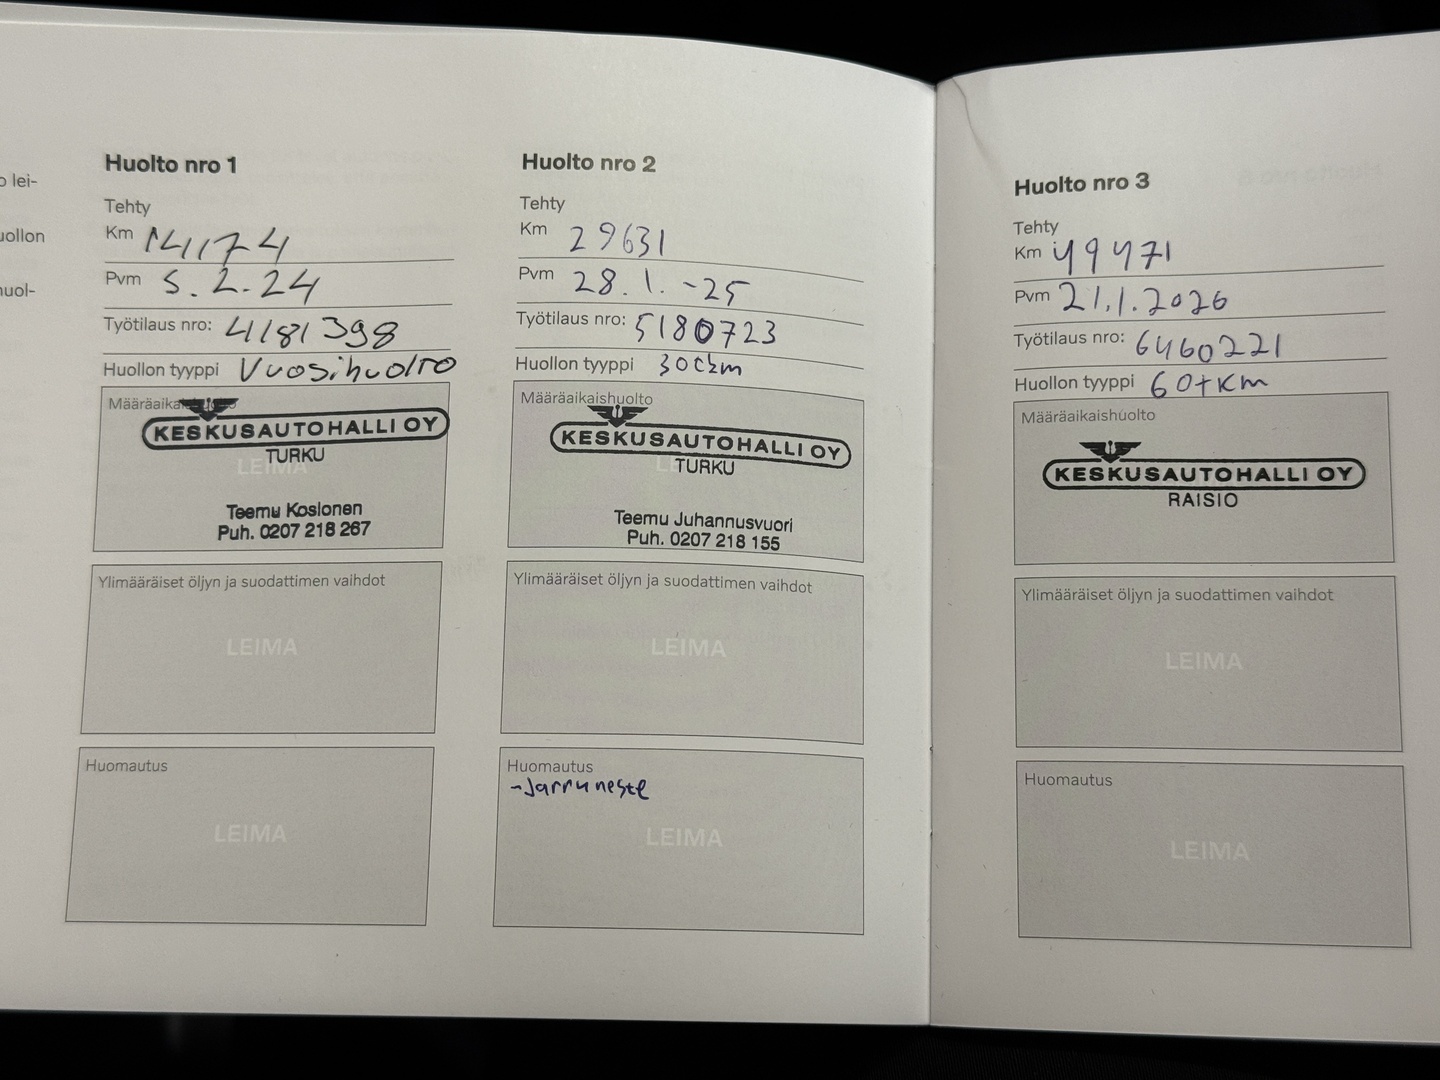 o lei-
uollon
nuol-
Huolto nro 1
Tehty
Km 14174
Pvm 5.2.24
Työtilaus nro: 4181398
Huollon tyyppi Vuosihuolto
Määräaikaishuolto
KESKUSAUTOHALLI OY
TURKU
LEIMA
Teemu Koslonen
Puh. 0207 218 267
Ylimääräiset öljyn ja suodattimen vaihdot
LEIMA
Huomautus
LEIMA
Huolto nro 2
Tehty
Km 29631
Pvm 28.1.-25
Työtilaus nro: 5180723
Huollon tyyppi 30tkm
Määräaikaishuolto
KESKUSAUTOHALLI OY
TURKU
Teemu Juhannusvuori
Puh. 0207 218 155
Ylimääräiset öljyn ja suodattimen vaihdot
LEIMA
Huomautus
-Jarruneste
LEIMA
Huolto nro 3
Tehty
Km 49471
Pvm 21.1.2026
Työtilaus nro: 6460221
Huollon tyyppi 60tKm
Määräaikaishuolto
KESKUSAUTOHALLI OY
RAISIO
Ylimääräiset öljyn ja suodattimen vaihdot
LEIMA
Huomautus
LEIMA